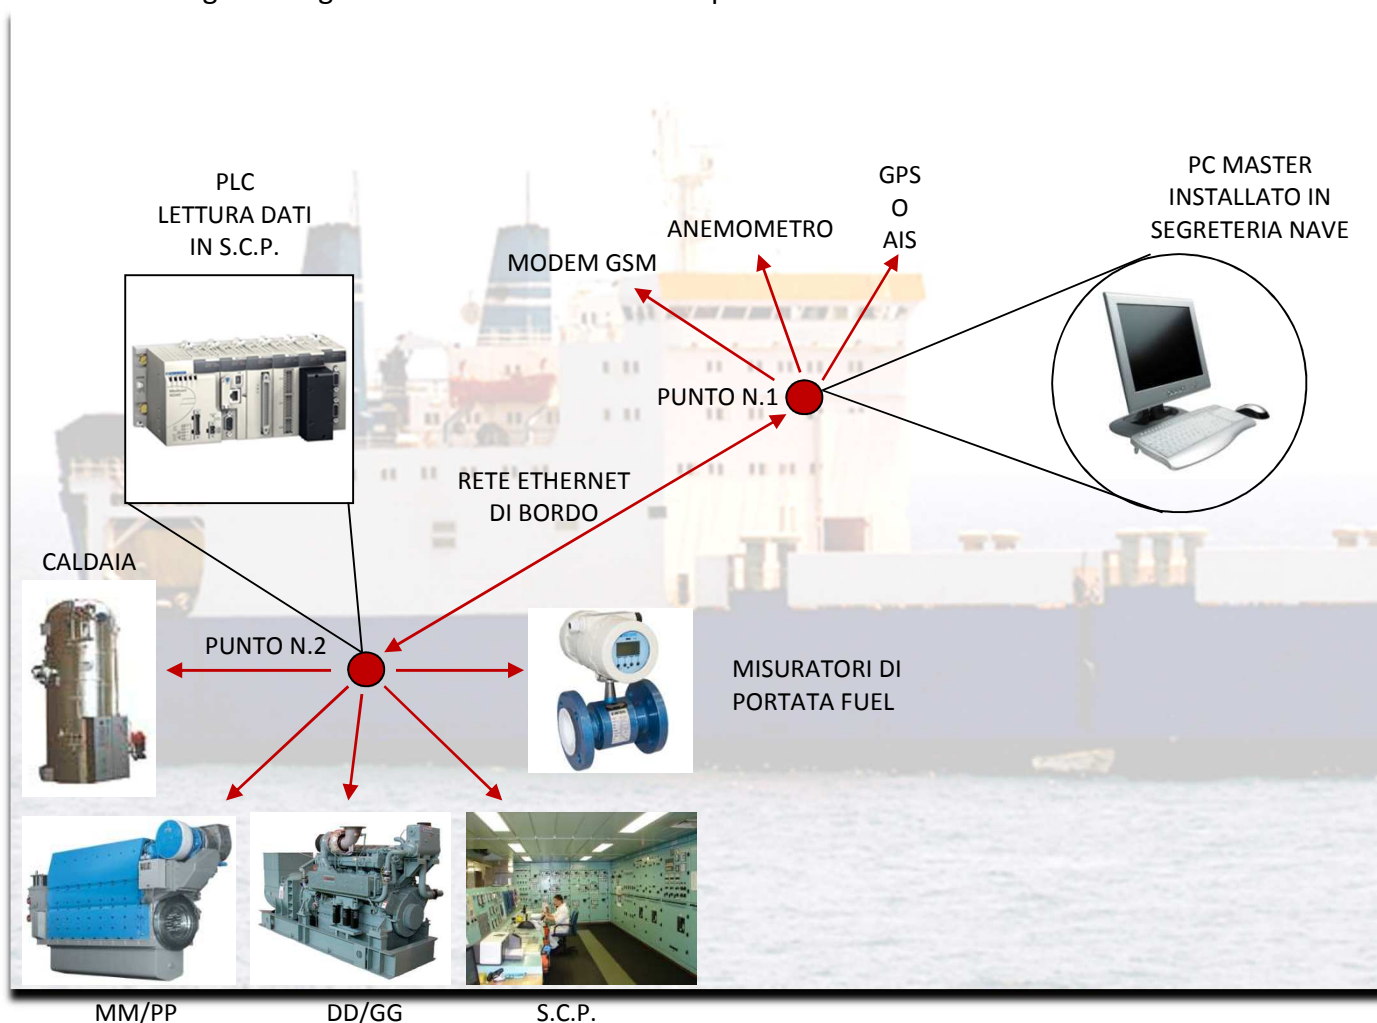 PLC
LETTURA DATI
IN S.C.P.
MODEM GSM
ANEMOMETRO
GPS
O
AIS
PC MASTER
INSTALLATO IN
SEGRETERIA NAVE
PUNTO N.1
RETE ETHERNET
DI BORDO
CALDAIA
PUNTO N.2
MISURATORI DI
PORTATA FUEL
MM/PP
DD/GG
S.C.P.